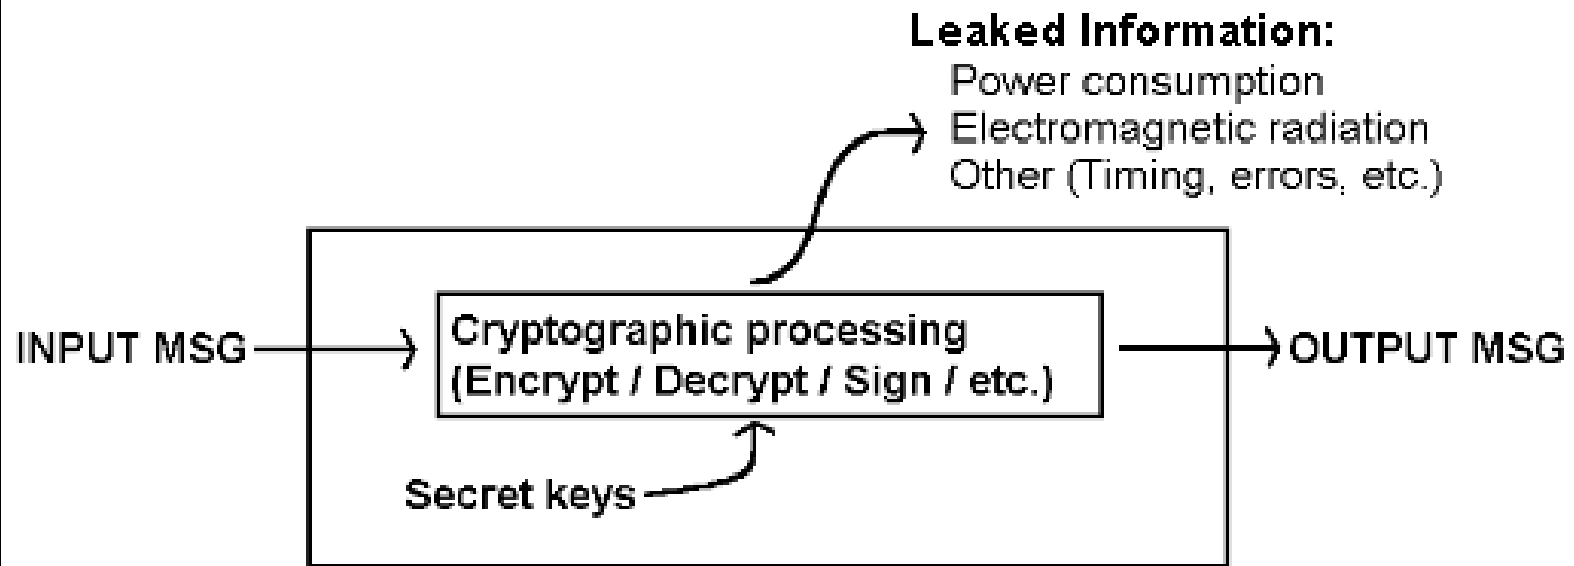 Leaked Information:
Power consumption
Electromagnetic radiation
Other (Timing, errors, etc.)
INPUT MSG
Cryptographic processing
(Encrypt / Decrypt / Sign / etc.)
OUTPUT MSG
Secret keys